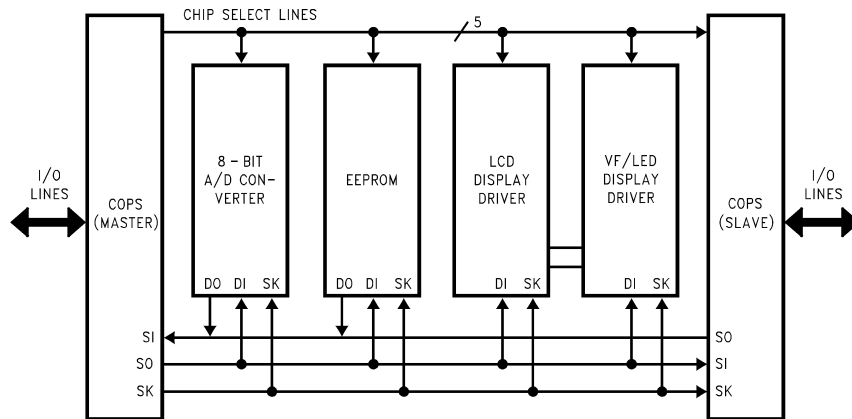 CHIP SELECT LINES
5
I/O
LINES
COPS
(MASTER)
8 – BIT
A/D CON–
VERTER
EEPROM
LCD
DISPLAY
DRIVER
VF/LED
DISPLAY
DRIVER
COPS
(SLAVE)
I/O
LINES
DO DI SK
DO DI SK
DI SK
DI SK
SI
SO
SO
SI
SK
SK